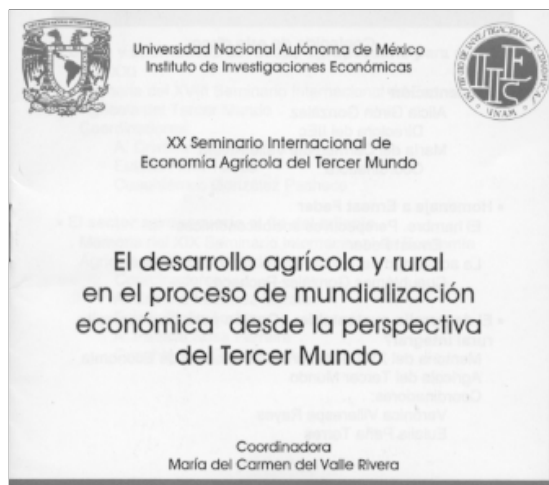 Universidad Nacional Autónoma de México
Instituto de Investigaciones Económicas
XX Seminario Internacional de
Economía Agrícola del Tercer Mundo
El desarrollo agrícola y rural
en el proceso de mundialización
económica desde la perspectiva
del Tercer Mundo
Coordinadora
María del Carmen del Valle Rivera